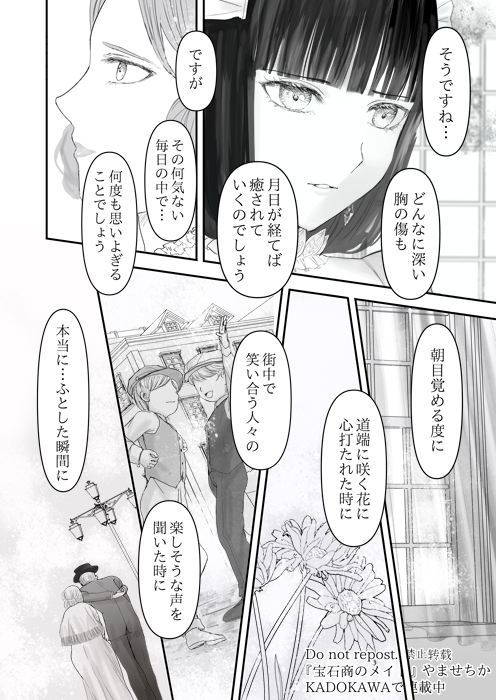 そうですね…
どんなに深い
胸の傷も
月日が経てば
癒されて
いくのでしょう
ですが
その何気ない
毎日の中で…
何度も思いよぎる
ことでしょう
朝目覚める度に
道端に咲く花に
心打たれた時に
街中で
笑い合う人々の
楽しそうな声を
聞いた時に
本当に…ふとした瞬間に
Do not repost. 禁止转载
『宝石商のメイド』やませちか
KADOKAWAで連載中